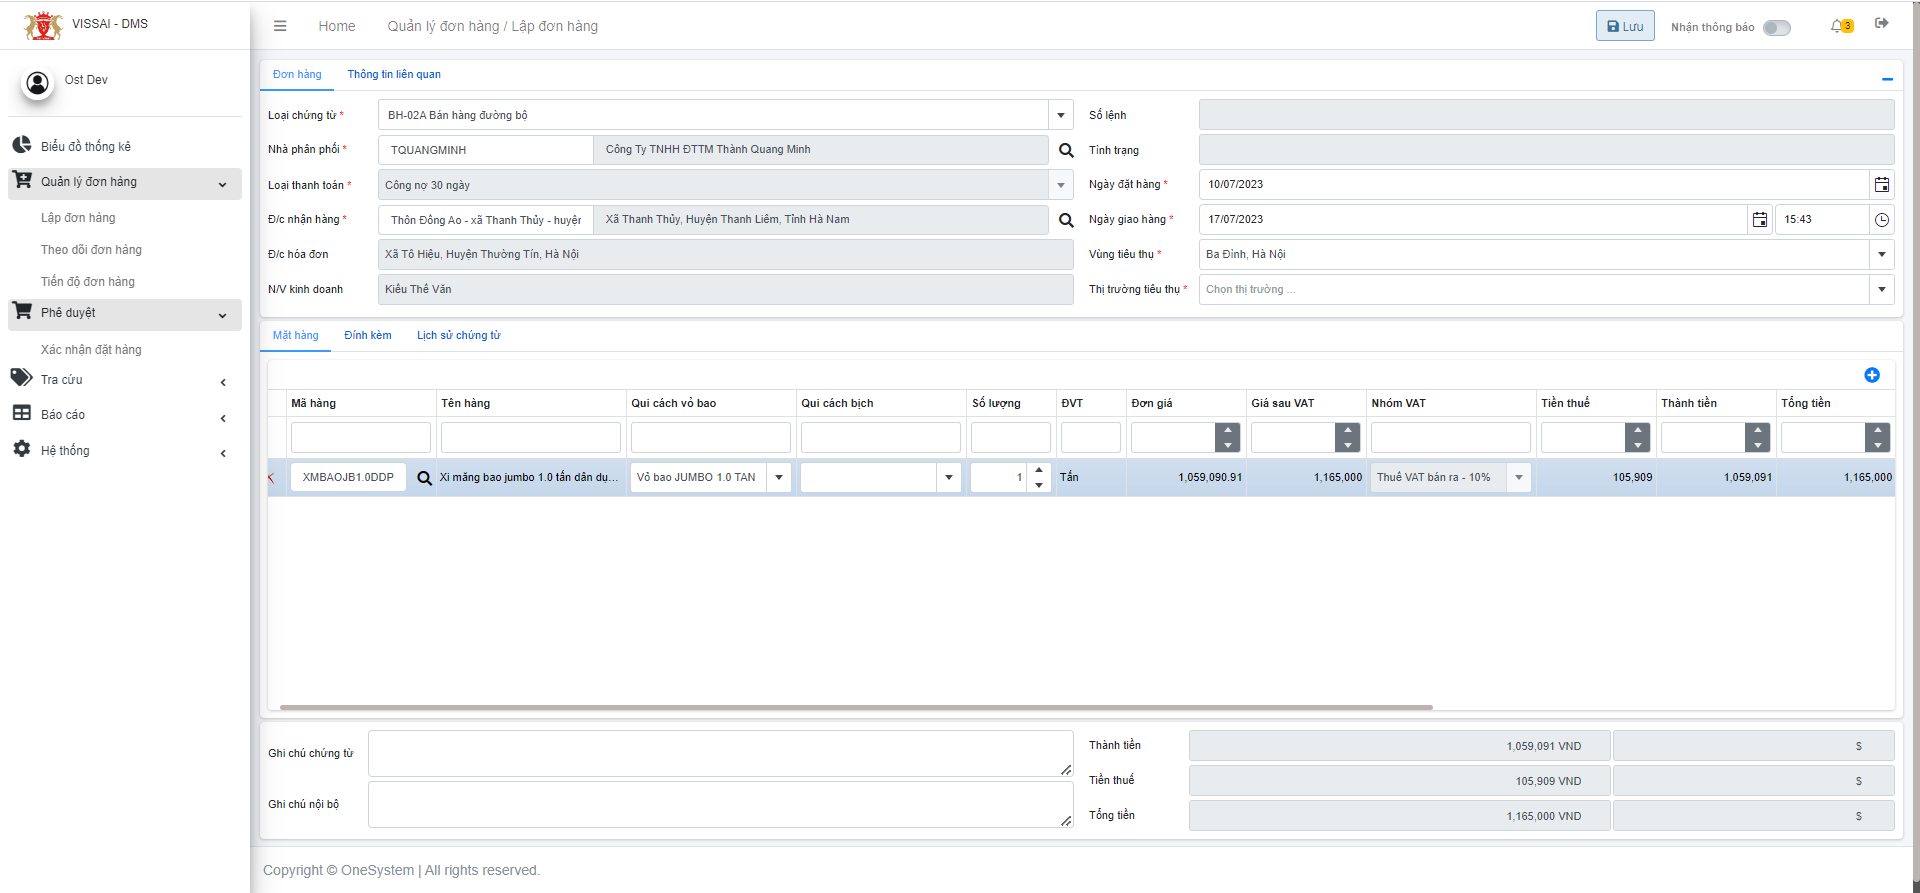 VISSAI - DMS
Home
Quản lý đơn hàng / Lập đơn hàng
Lưu
Nhận thông báo
3
Ost Dev
Biểu đồ thống kê
Quản lý đơn hàng
Lập đơn hàng
Theo dõi đơn hàng
Tiến độ đơn hàng
Phê duyệt
Xác nhận đặt hàng
Tra cứu
Báo cáo
Hệ thống
Đơn hàng
Thông tin liên quan
Loại chứng từ *
BH-02A Bán hàng đường bộ
Số lệnh
Nhà phân phối *
TQUANGMINH
Công Ty TNHH ĐTTM Thành Quang Minh
Tình trạng
Loại thanh toán *
Công nợ 30 ngày
Ngày đặt hàng *
10/07/2023
Đ/c nhận hàng *
Thôn Đồng Ao - xã Thanh Thủy - huyện
Xã Thanh Thủy, Huyện Thanh Liêm, Tỉnh Hà Nam
Ngày giao hàng *
17/07/2023
15:43
Đ/c hóa đơn
Xã Tô Hiệu, Huyện Thường Tín, Hà Nội
Vùng tiêu thụ *
Ba Đình, Hà Nội
N/V kinh doanh
Kiều Thế Văn
Thị trường tiêu thụ *
Chọn thị trường ...
Mặt hàng
Đính kèm
Lịch sử chứng từ
Mã hàng
Tên hàng
Qui cách vỏ bao
Qui cách bịch
Số lượng
ĐVT
Đơn giá
Giá sau VAT
Nhóm VAT
Tiền thuế
Thành tiền
Tổng tiền
XMBAOJB1.0DDP
Xi măng bao jumbo 1.0 tấn dân dụ...
Vỏ bao JUMBO 1.0 TAN
1
Tấn
1,059,090.91
1,165,000
Thuế VAT bán ra - 10%
105,909
1,059,091
1,165,000
Ghi chú chứng từ
Ghi chú nội bộ
Thành tiền
1,059,091 VND
$
Tiền thuế
105,909 VND
$
Tổng tiền
1,165,000 VND
$
Copyright © OneSystem | All rights reserved.